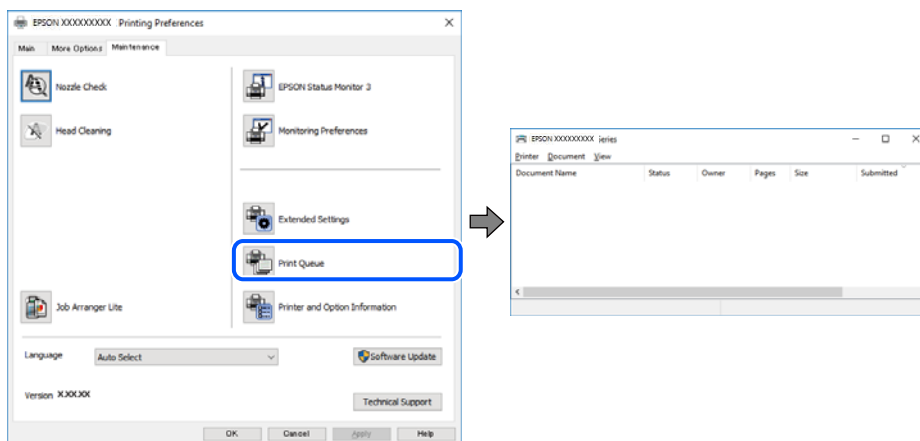 EPSON XXXXXXXXX Printing Preferences
Main More Options Maintenance
Nozzle Check
EPSON Status Monitor 3
Head Cleaning
Monitoring Preferences
Extended Settings
Print Queue
Job Arranger Lite
Printer and Option Information
Language Auto Select
Software Update
Version X.XX.XX
Technical Support
OK Cancel Apply Help
EPSON XXXXXXXXX ieries
Printer Document View
Document Name Status Owner Pages Size Submitted